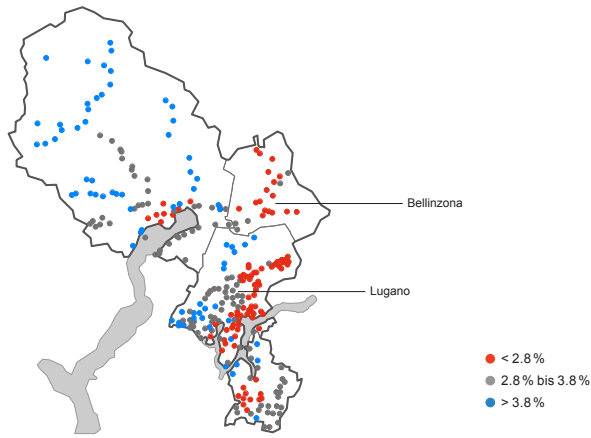 Bellinzona
Lugano
< 2.8 %
2.8 % bis 3.8 %
> 3.8 %